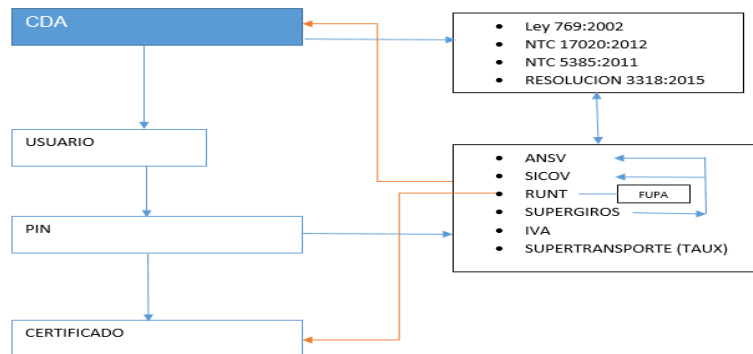 CDA
• Ley 769:2002
• NTC 17020:2012
• NTC 5385:2011
• RESOLUCION 3318:2015
USUARIO
• ANSV
• SICOV
• RUNT
FUPA
• SUPERGIROS
• IVA
• SUPERTRANSPORTE (TAUX)
PIN
CERTIFICADO